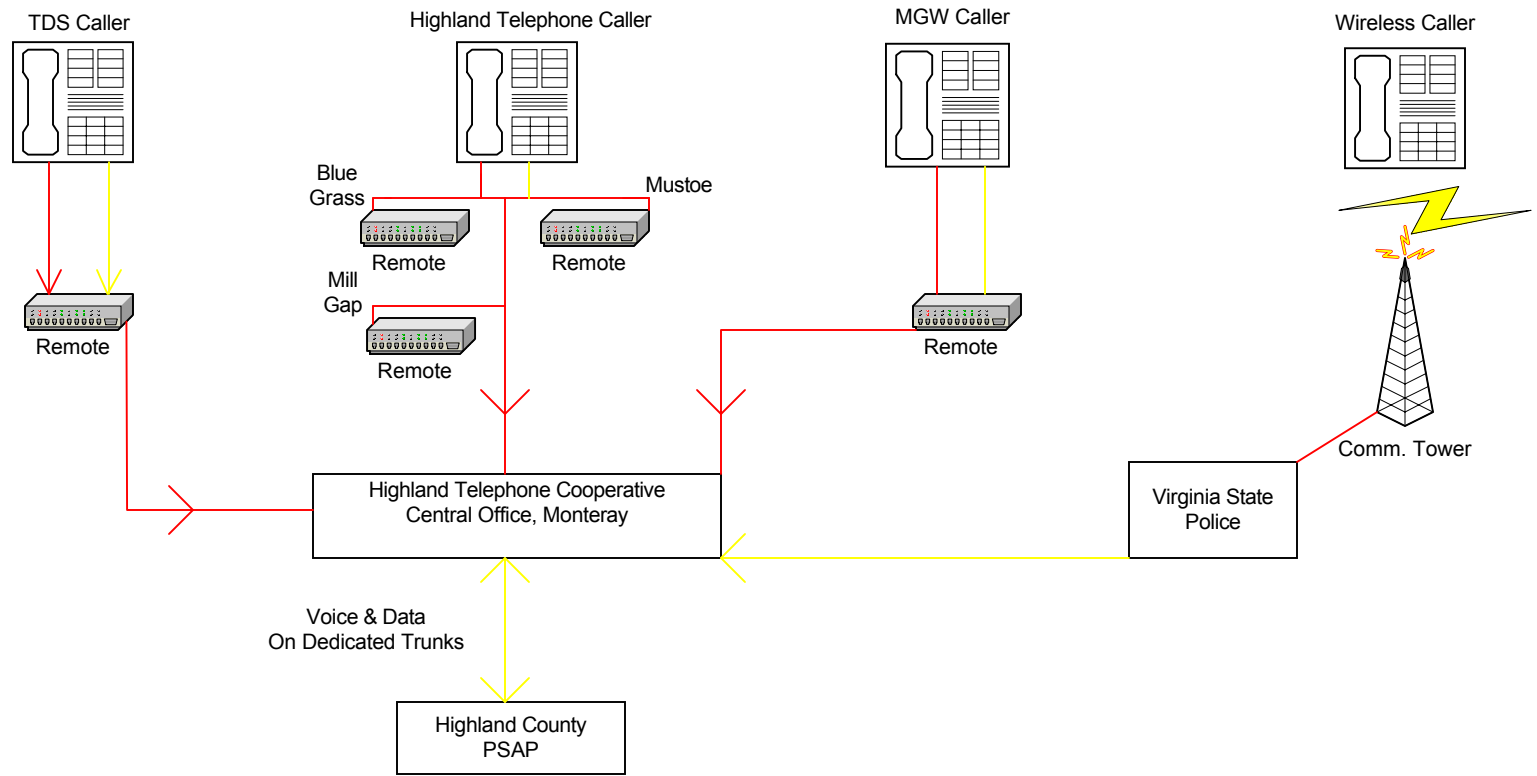 TDS Caller
Highland Telephone Caller
MGW Caller
Wireless Caller
Blue
Grass
Mustoe
Remote
Remote
Mill
Gap
Remote
Remote
Remote
Comm. Tower
Highland Telephone Cooperative
Central Office, Monteray
Virginia State
Police
Voice & Data
On Dedicated Trunks
Highland County
PSAP